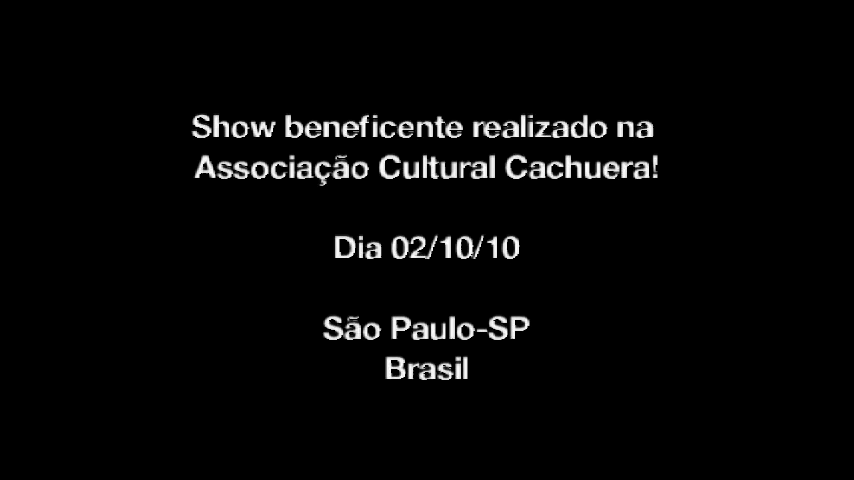 Show beneficente realizado na
Associação Cultural Cachuera!
Dia 02/10/10
São Paulo-SP
Brasil